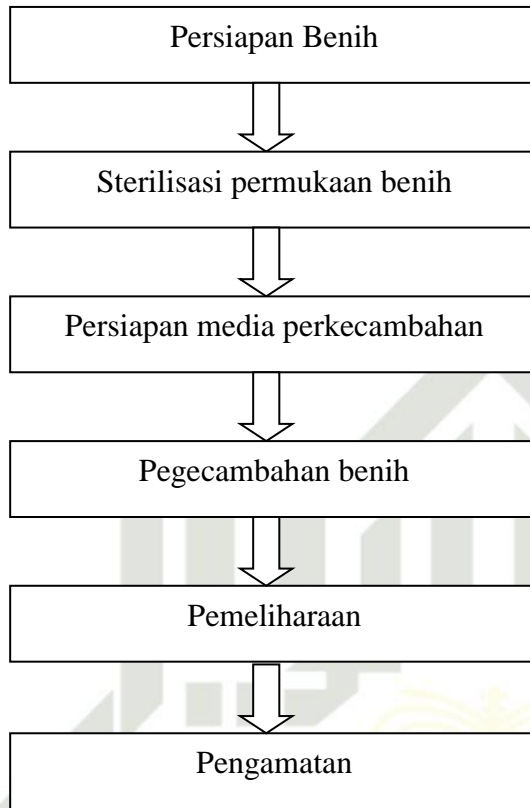 Persiapan Benih
Sterilisasi permukaan benih
Persiapan media perkecambahan
Pegecambahan benih
Pemeliharaan
Pengamatan